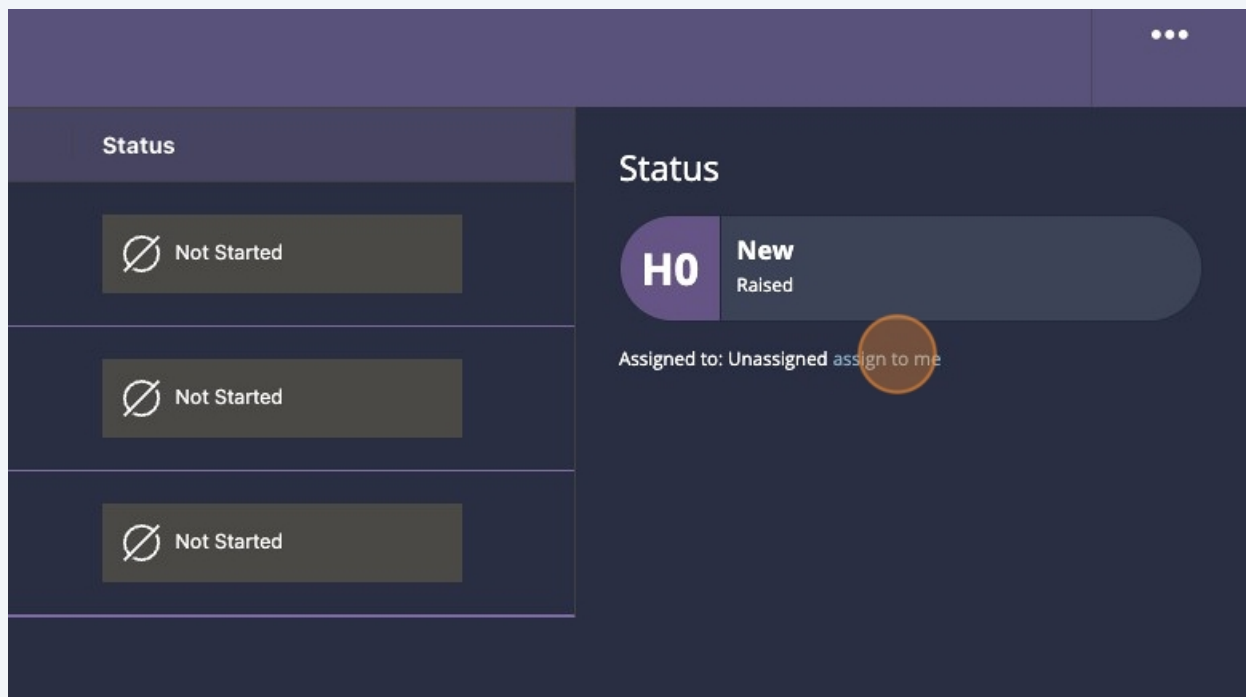 Status
Not Started
Not Started
Not Started
Status
H0
New
Raised
Assigned to: Unassigned assign to me